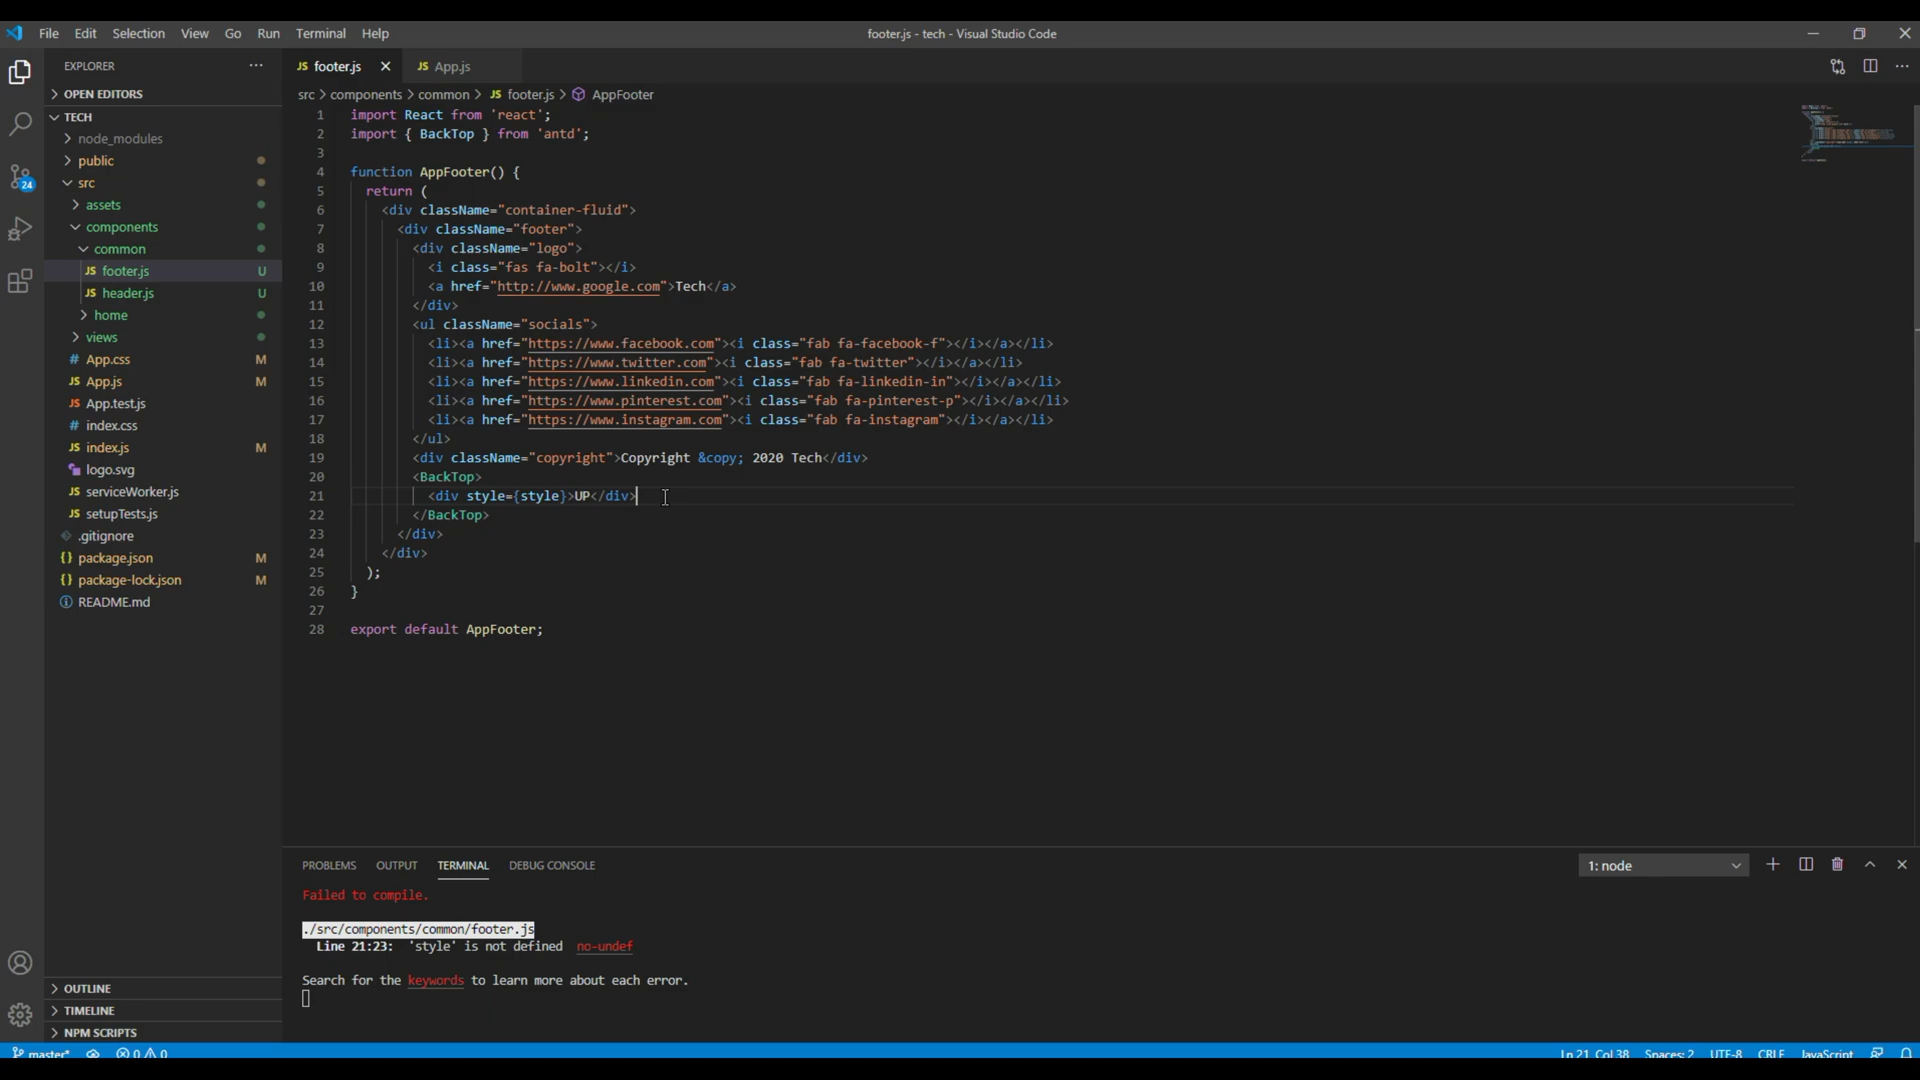 File Edit Selection View Go Run Terminal Help
footer.js - tech - Visual Studio Code
EXPLORER
OPEN EDITORS
TECH
node_modules
public
src
assets
components
common
JS footer.js U
JS header.js U
home
views
# App.css M
JS App.js M
JS App.test.js
# index.css
JS index.js M
logo.svg
JS serviceWorker.js
JS setupTests.js
.gitignore
{} package.json M
{} package-lock.json M
README.md
OUTLINE
TIMELINE
NPM SCRIPTS
24
JS footer.js
JS App.js
src > components > common > JS footer.js > AppFooter
1 import React from 'react';
2 import { BackTop } from 'antd';
3
4 function AppFooter() {
5 return (
6 <div className="container-fluid">
7 <div className="footer">
8 <div className="logo">
9 <i class="fas fa-bolt"></i>
10 <a href="http://www.google.com">Tech</a>
11 </div>
12 <ul className="socials">
13 <li><a href="https://www.facebook.com"><i class="fab fa-facebook-f"></i></a></li>
14 <li><a href="https://www.twitter.com"><i class="fab fa-twitter"></i></a></li>
15 <li><a href="https://www.linkedin.com"><i class="fab fa-linkedin-in"></i></a></li>
16 <li><a href="https://www.pinterest.com"><i class="fab fa-pinterest-p"></i></a></li>
17 <li><a href="https://www.instagram.com"><i class="fab fa-instagram"></i></a></li>
18 </ul>
19 <div className="copyright">Copyright &copy; 2020 Tech</div>
20 <BackTop>
21 <div style={style}>UP</div>
22 </BackTop>
23 </div>
24 </div>
25 );
26 }
27
28 export default AppFooter;
PROBLEMS OUTPUT TERMINAL DEBUG CONSOLE
1: node
Failed to compile.
./src/components/common/footer.js
Line 21:23: 'style' is not defined no-undef
Search for the keywords to learn more about each error.
master* 0 0
Ln 21, Col 38 Spaces: 2 UTF-8 CRLF JavaScript